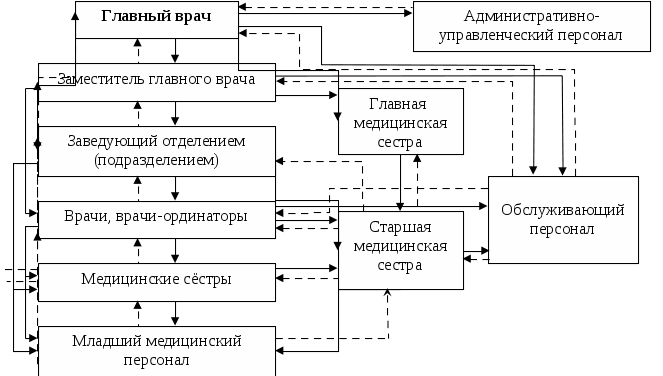 Главный врач
Административно-
управленческий персонал
Заместитель главного врача
Главная
медицинская
сестра
Заведующий отделением
(подразделением)
Врачи, врачи-ординаторы
Старшая
медицинская
сестра
Обслуживающий
персонал
Медицинские сёстры
Младший медицинский
персонал